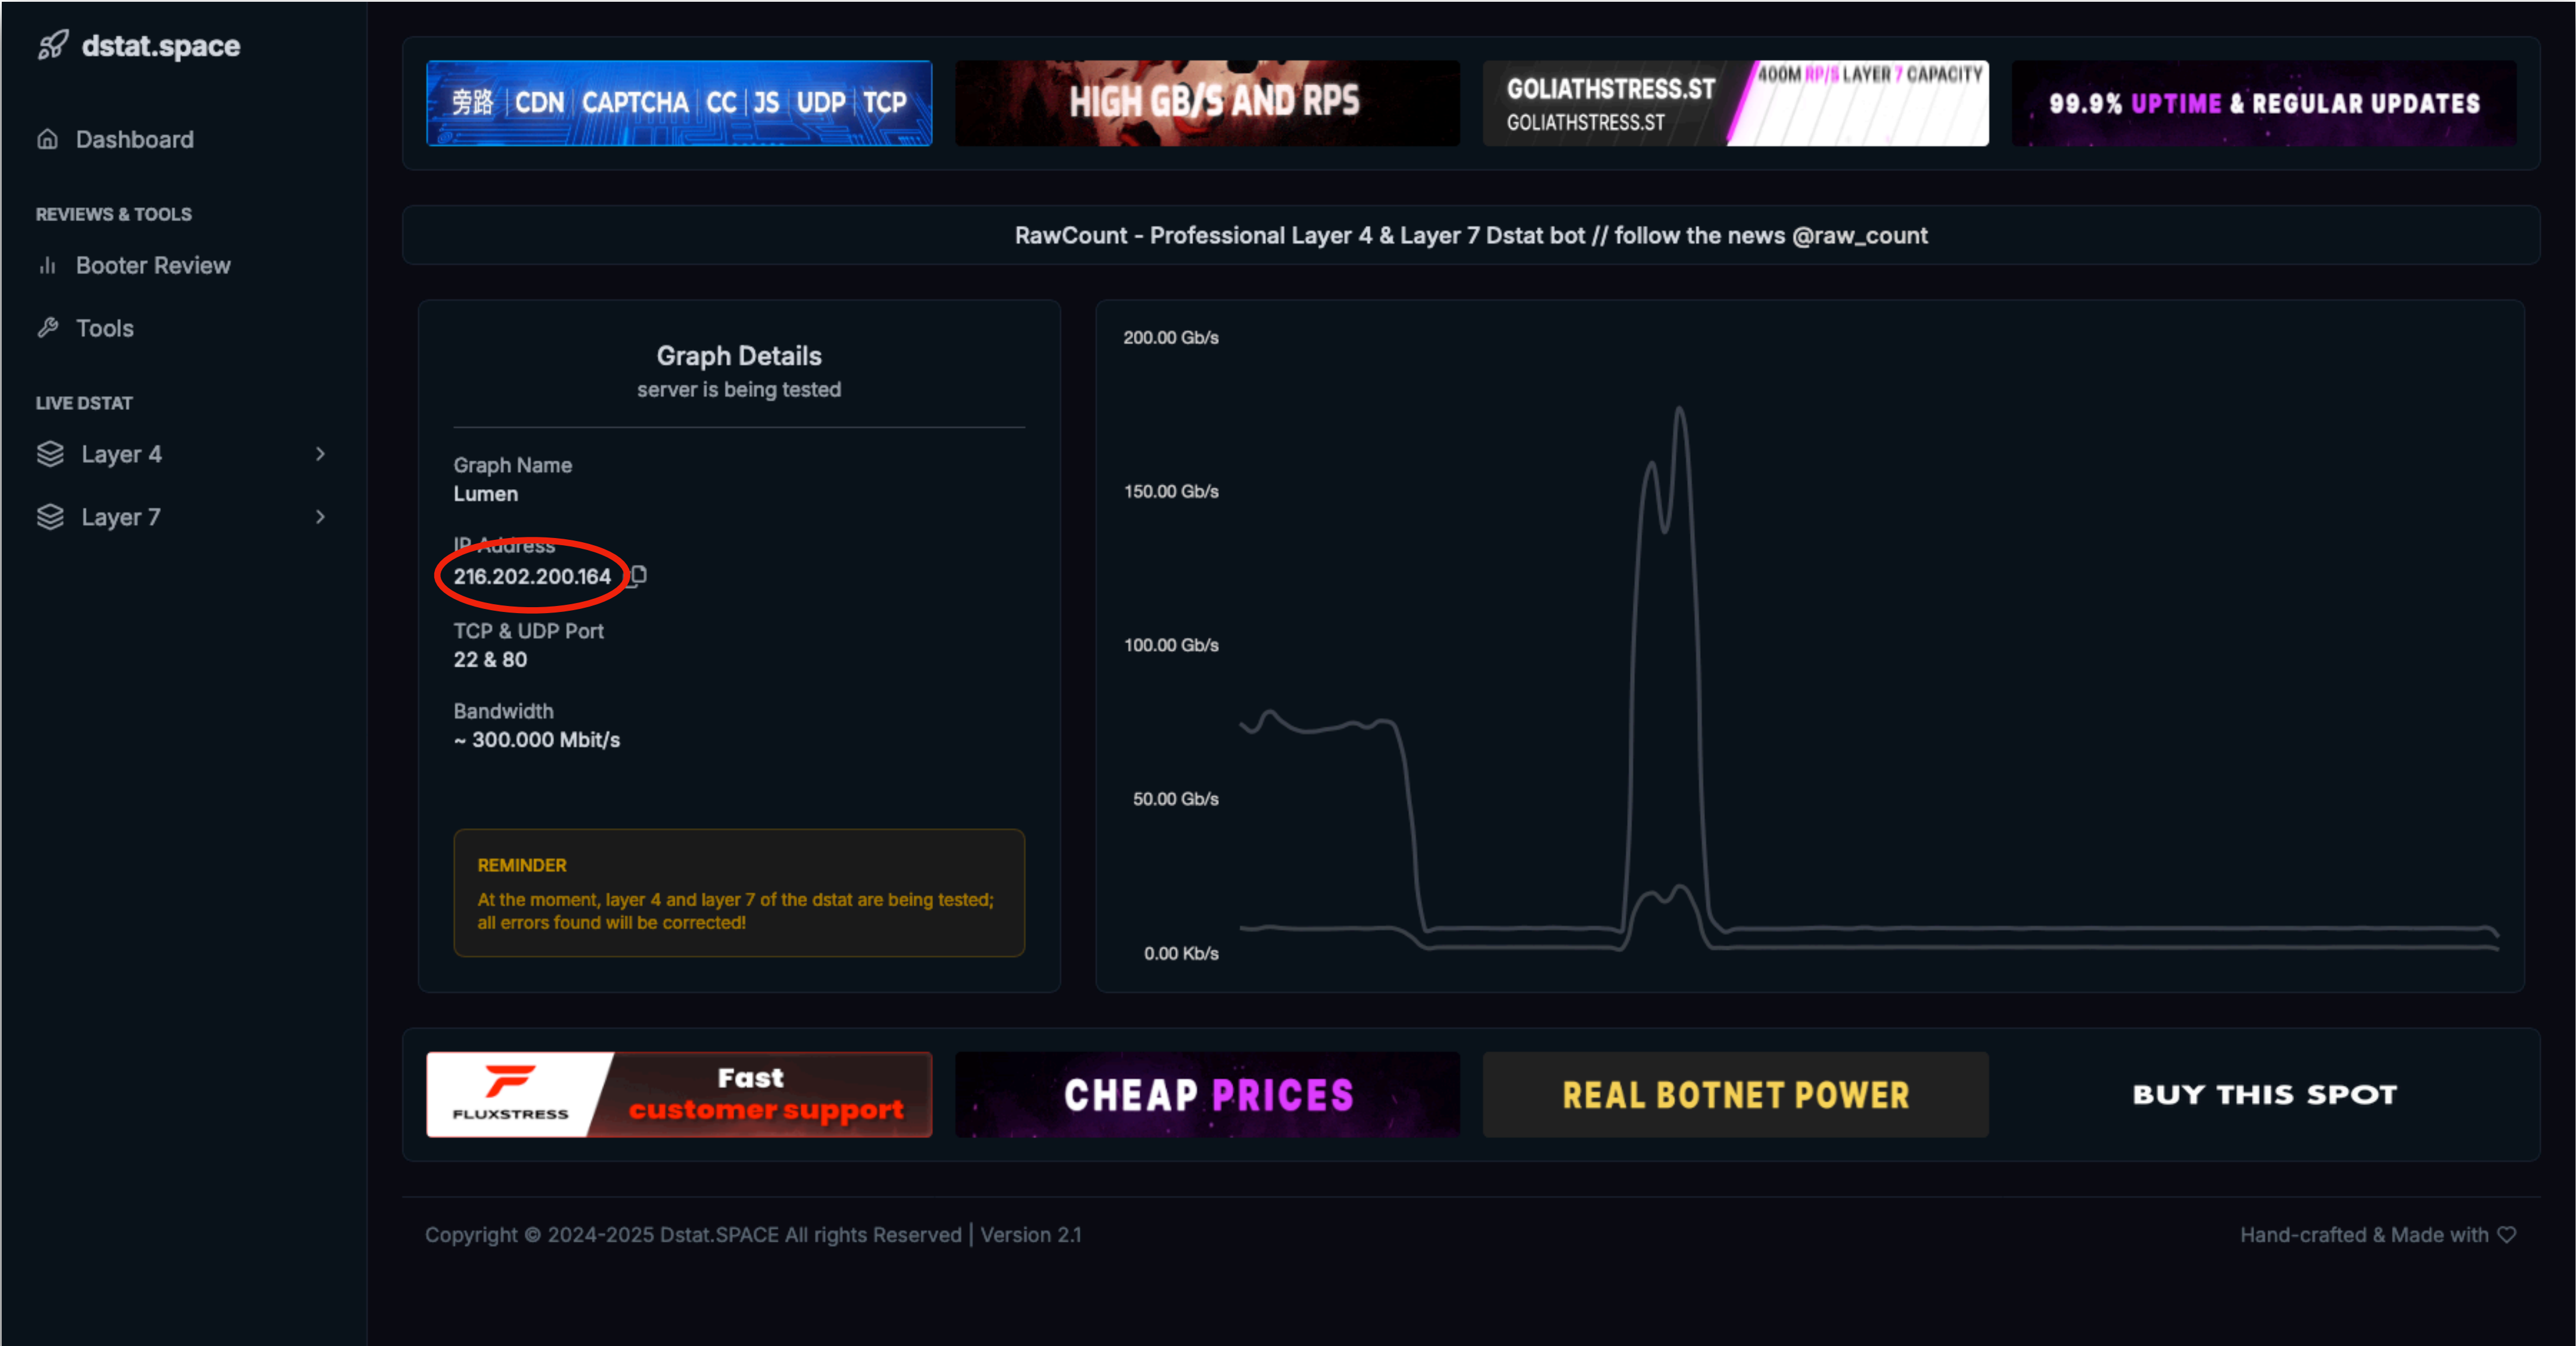 dstat.space
Dashboard
REVIEWS & TOOLS
Booter Review
Tools
LIVE DSTAT
Layer 4
Layer 7
旁路 | CDN | CAPTCHA | CC | JS | UDP | TCP
HIGH GB/S AND RPS
GOLIATHSTRESS.ST
GOLIATHSTRESS.ST
400M RP/S LAYER 7 CAPACITY
99.9% UPTIME & REGULAR UPDATES
RawCount - Professional Layer 4 & Layer 7 Dstat bot // follow the news @raw_count
Graph Details
server is being tested
Graph Name
Lumen
IP Address
216.202.200.164
TCP & UDP Port
22 & 80
Bandwidth
~ 300.000 Mbit/s
REMINDER
At the moment, layer 4 and layer 7 of the dstat are being tested;
all errors found will be corrected!
200.00 Gb/s
150.00 Gb/s
100.00 Gb/s
50.00 Gb/s
0.00 Kb/s
FLUXSTRESS
Fast
customer support
CHEAP PRICES
REAL BOTNET POWER
BUY THIS SPOT
Copyright © 2024-2025 Dstat.SPACE All rights Reserved | Version 2.1
Hand-crafted & Made with ♡